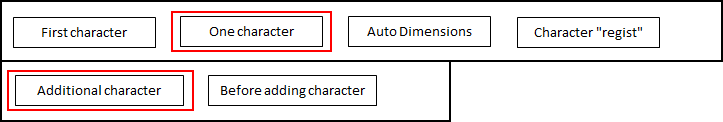 First character One character Auto Dimensions Character "regist"
Additional character Before adding character